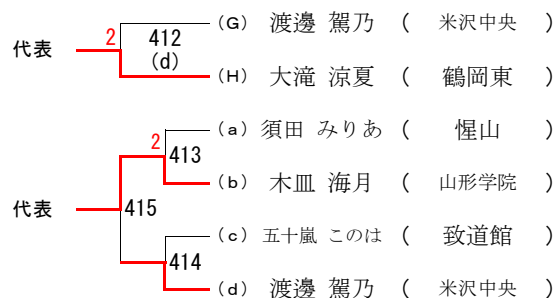 2
412
(d)
代表
(G) 渡邊 駕乃 ( 米沢中央 )
(H) 大滝 涼夏 ( 鶴岡東 )
(a) 須田 みりあ ( 惺山 )
2
413
(b) 木皿 海月 ( 山形学院 )
代表
415
(c) 五十嵐 このは ( 致道館 )
414
(d) 渡邊 駕乃 ( 米沢中央 )